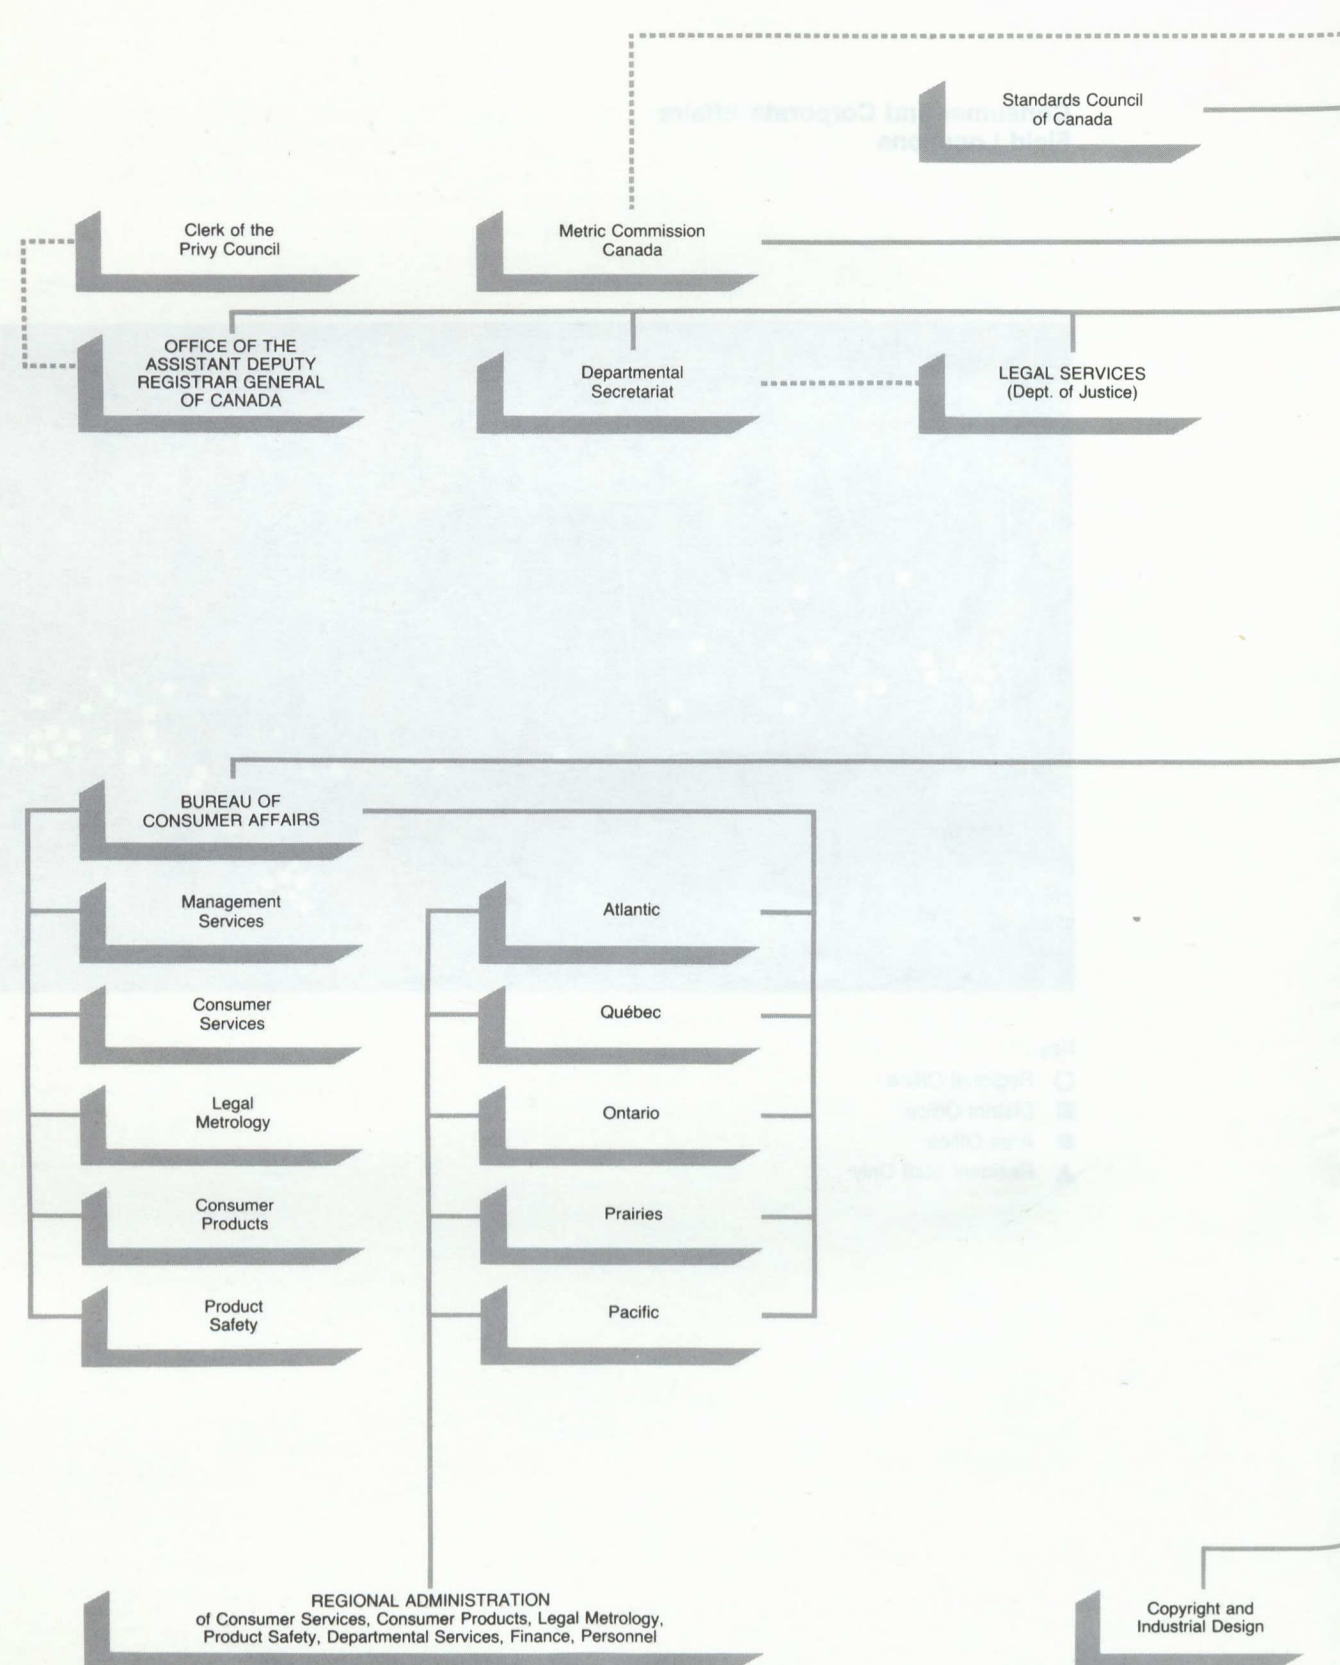 Standards Council
of Canada
Clerk of the
Privy Council
Metric Commission
Canada
OFFICE OF THE
ASSISTANT DEPUTY
REGISTRAR GENERAL
OF CANADA
Departmental
Secretariat
LEGAL SERVICES
(Dept. of Justice)
BUREAU OF
CONSUMER AFFAIRS
Management
Services
Consumer
Services
Legal
Metrology
Consumer
Products
Product
Safety
Atlantic
Québec
Ontario
Prairies
Pacific
REGIONAL ADMINISTRATION
of Consumer Services, Consumer Products, Legal Metrology,
Product Safety, Departmental Services, Finance, Personnel
Copyright and
Industrial Design